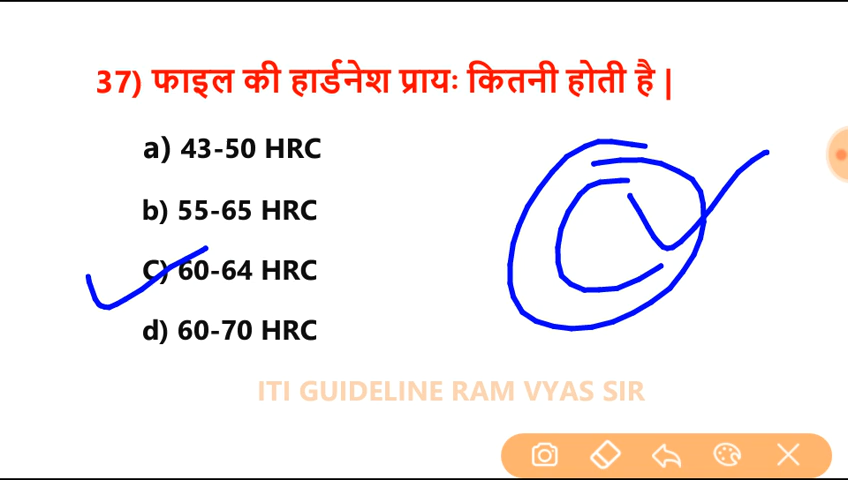 37) फाइल की हार्डनेश प्रायः कितनी होती है |
a) 43-50 HRC
b) 55-65 HRC
C) 60-64 HRC
d) 60-70 HRC
C
ITI GUIDELINE RAM VYAS SIR